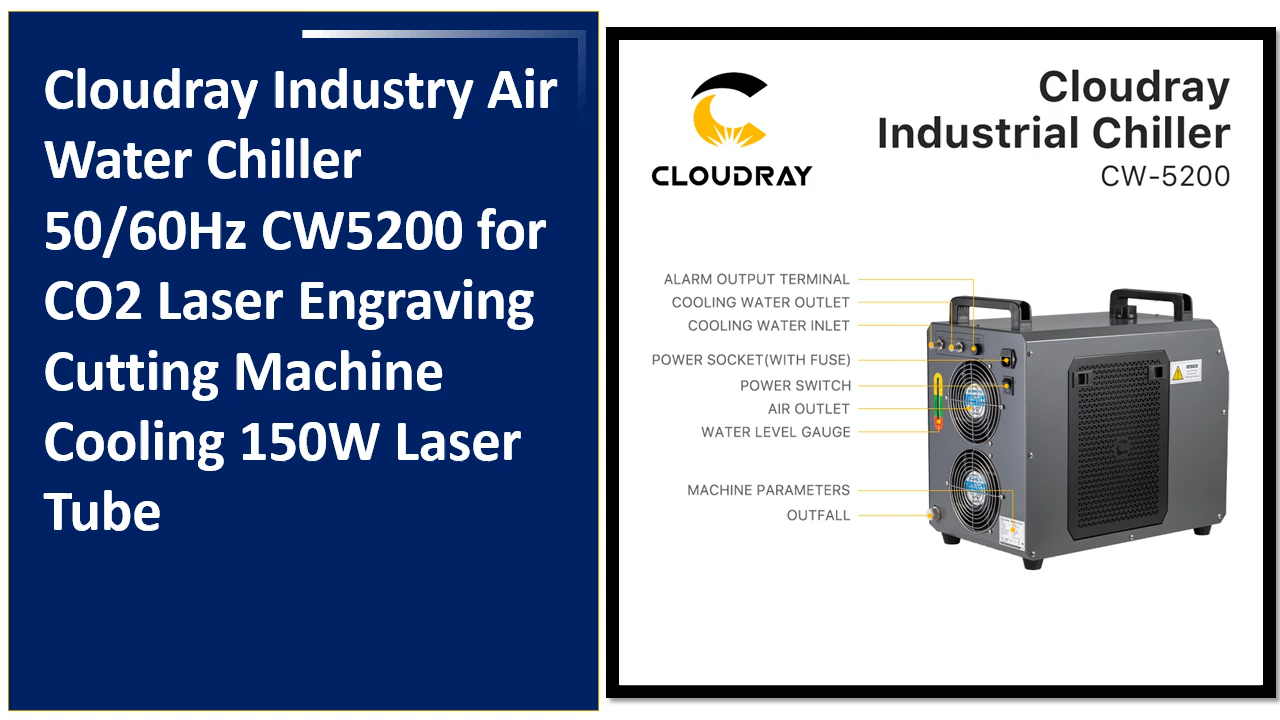 Cloudray Industry Air
Water Chiller
50/60Hz CW5200 for
CO2 Laser Engraving
Cutting Machine
Cooling 150W Laser
Tube
CLOUDRAY
Cloudray
Industrial Chiller
CW-5200
ALARM OUTPUT TERMINAL
COOLING WATER OUTLET
COOLING WATER INLET
POWER SOCKET(WITH FUSE)
POWER SWITCH
AIR OUTLET
WATER LEVEL GAUGE
MACHINE PARAMETERS
OUTFALL